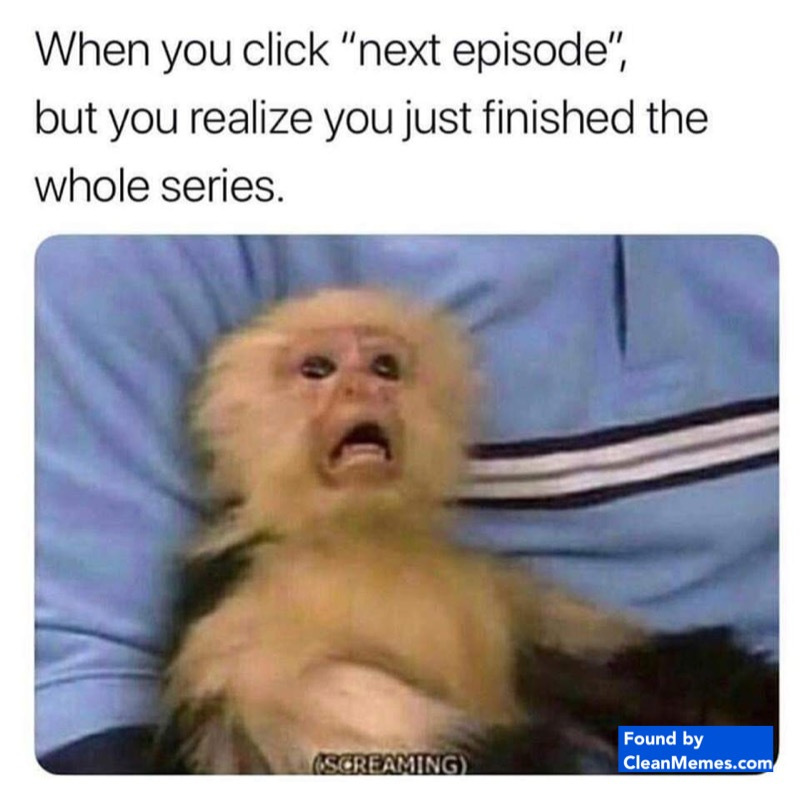 When you click “next episode”,
but you realize you just finished the
whole series.
(SCREAMING)
Found by
CleanMemes.com